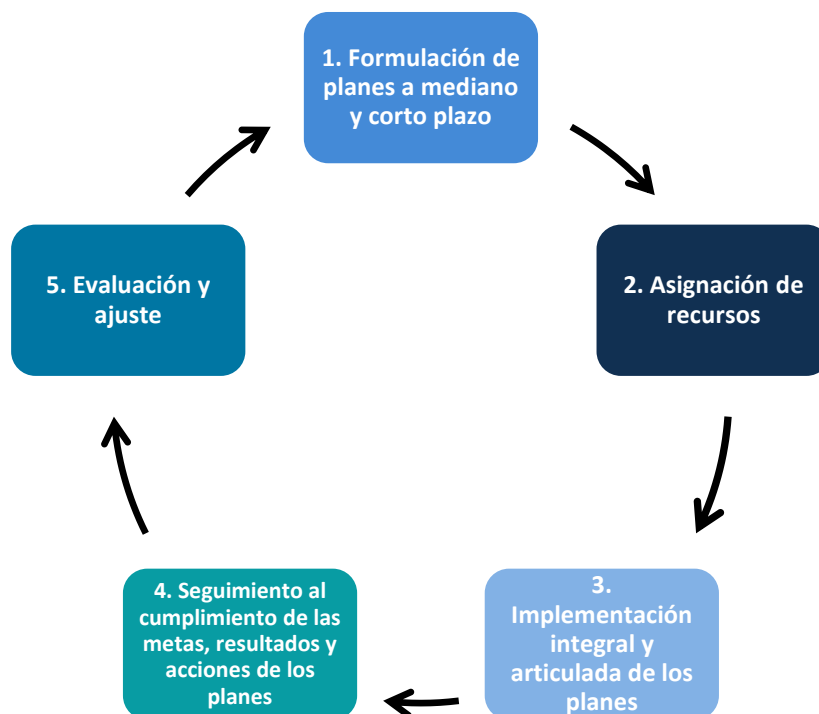 1. Formulación de
planes a mediano
y corto plazo
2. Asignación de
recursos
3.
Implementación
integral y
articulada de los
planes
4. Seguimiento al
cumplimiento de las
metas, resultados y
acciones de los
planes
5. Evaluación y
ajuste